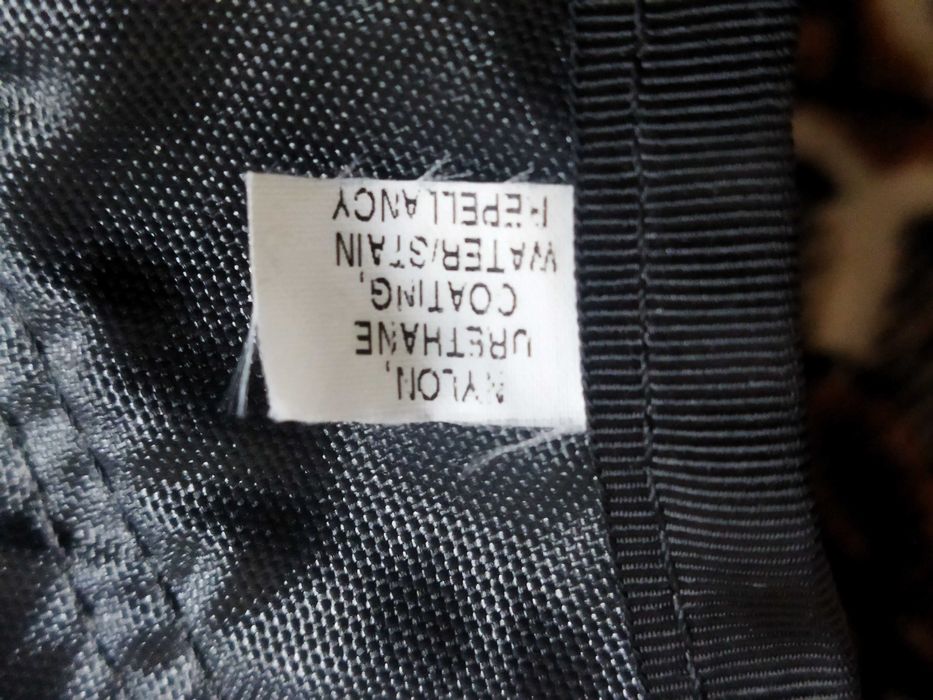 NYLON,
URETHANE
COATING,
WATER/STAIN
REPELLANCY